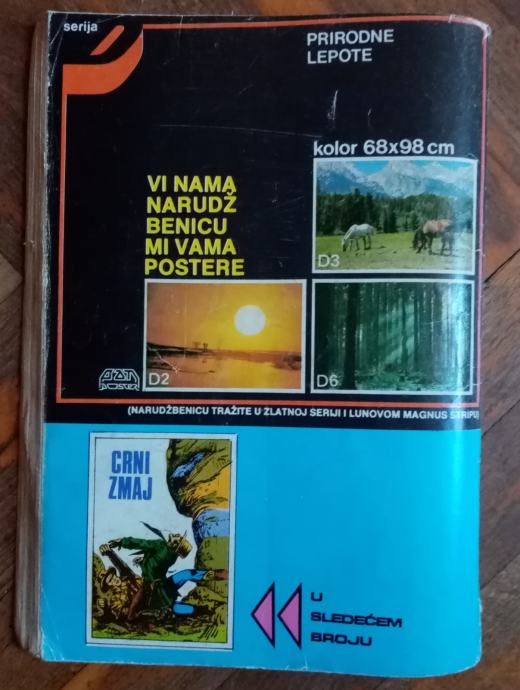 serija
PRIRODNE
LEPOTE
kolor 68x98 cm
VI NAMA
NARUDŽ
BENICU
MI VAMA
POSTERE
D3
D2
D6
(NARUDŽBENICU TRAŽITE U ZLATNOJ SERIJI I LUNOVOM MAGNUS STRIPU
CRNI
ZMAJ
U
SLEDEĆEM
BROJU